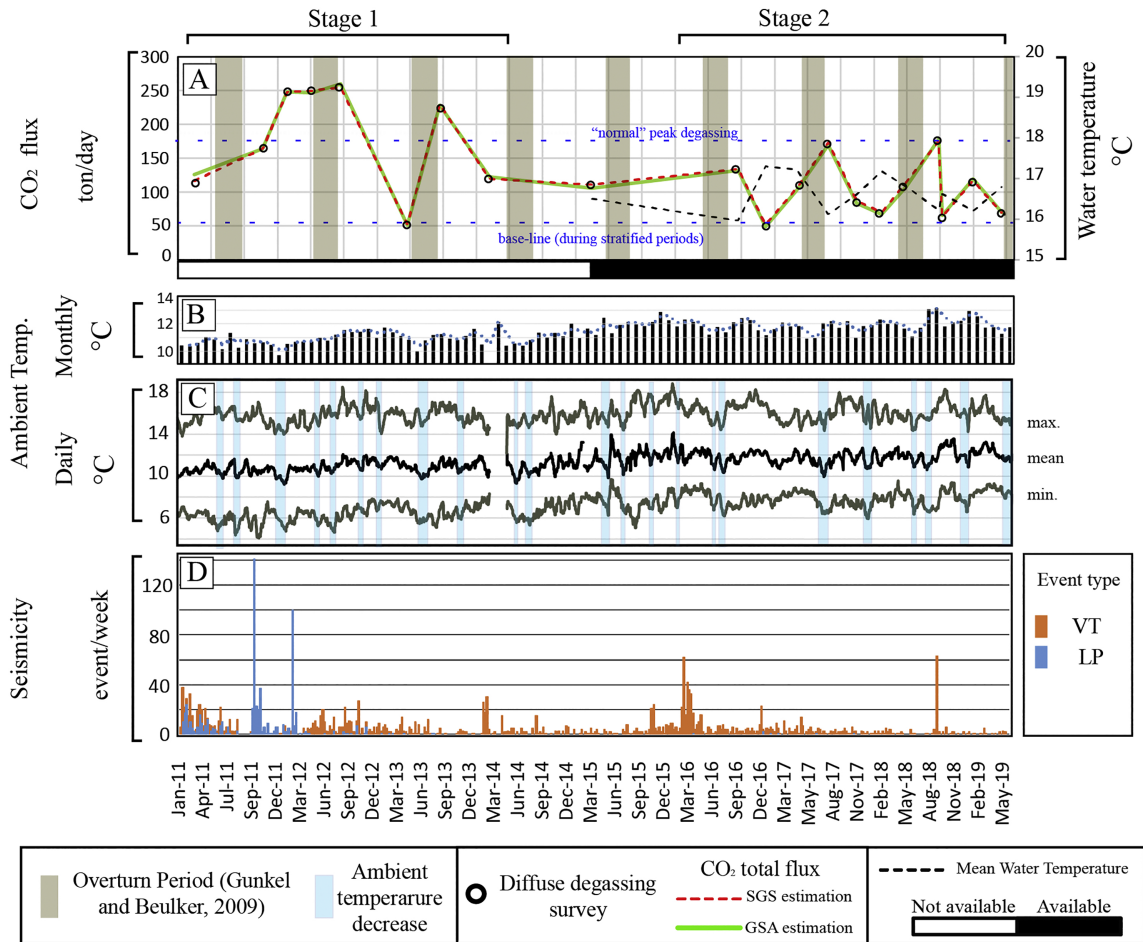 Stage 1
Stage 2
A
CO₂ flux
ton/day
300
250
200
150
100
50
0
20
19
18
17
16
15
Water temperature
°C
“normal” peak degassing
base-line (during stratified periods)
B
Ambient Temp.
Monthly
°C
14
12
10
C
Daily
°C
18
14
10
6
max.
mean
min.
D
Seismicity
event/week
120
80
40
0
Event type
VT
LP
Jan-11
Apr-11
Jul-11
Sep-11
Dec-11
Mar-12
Jun-12
Sep-12
Dec-12
Mar-13
Jun-13
Sep-13
Dec-13
Mar-14
Jun-14
Sep-14
Dec-14
Mar-15
Jun-15
Sep-15
Dec-15
Mar-16
Jun-16
Sep-16
Dec-16
Mar-17
Jun-17
Nov-17
Feb-18
May-18
Aug-18
Nov-18
Feb-19
May-19
Overturn Period (Gunkel
and Beulker, 2009)
Ambient
temperarure
decrease
Diffuse degassing
survey
CO₂ total flux
SGS estimation
GSA estimation
Mean Water Temperature
Not available
Available